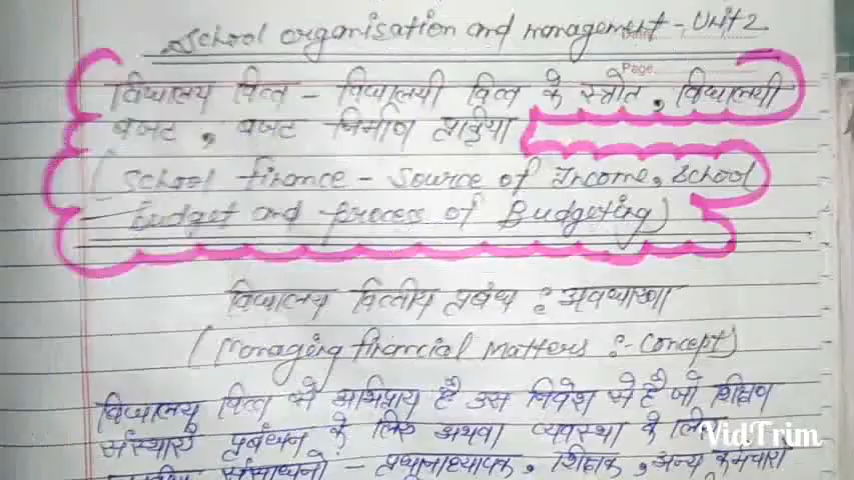 School organisation and management - Unit 2
Page
विद्यालय वित्त - विद्यालयी वित्त के स्त्रोत, विद्यालयी
बजट, बजट निर्माण प्रक्रिया
(School finance - Source of Income, School
Budget and process of Budgeting)
विद्यालय वित्तीय प्रबंध : अवधारणा
(Managing financial Matters :- Concept)
विद्यालय वित्त से अभिप्राय है उस निवेश से है जो शिक्षण
संस्थाएं प्रबंधन के लिए अथवा व्यवस्था के लिए
संसाधनो - प्रधानाध्यापक, शिक्षक, अन्य कर्मचारी
VidTrim